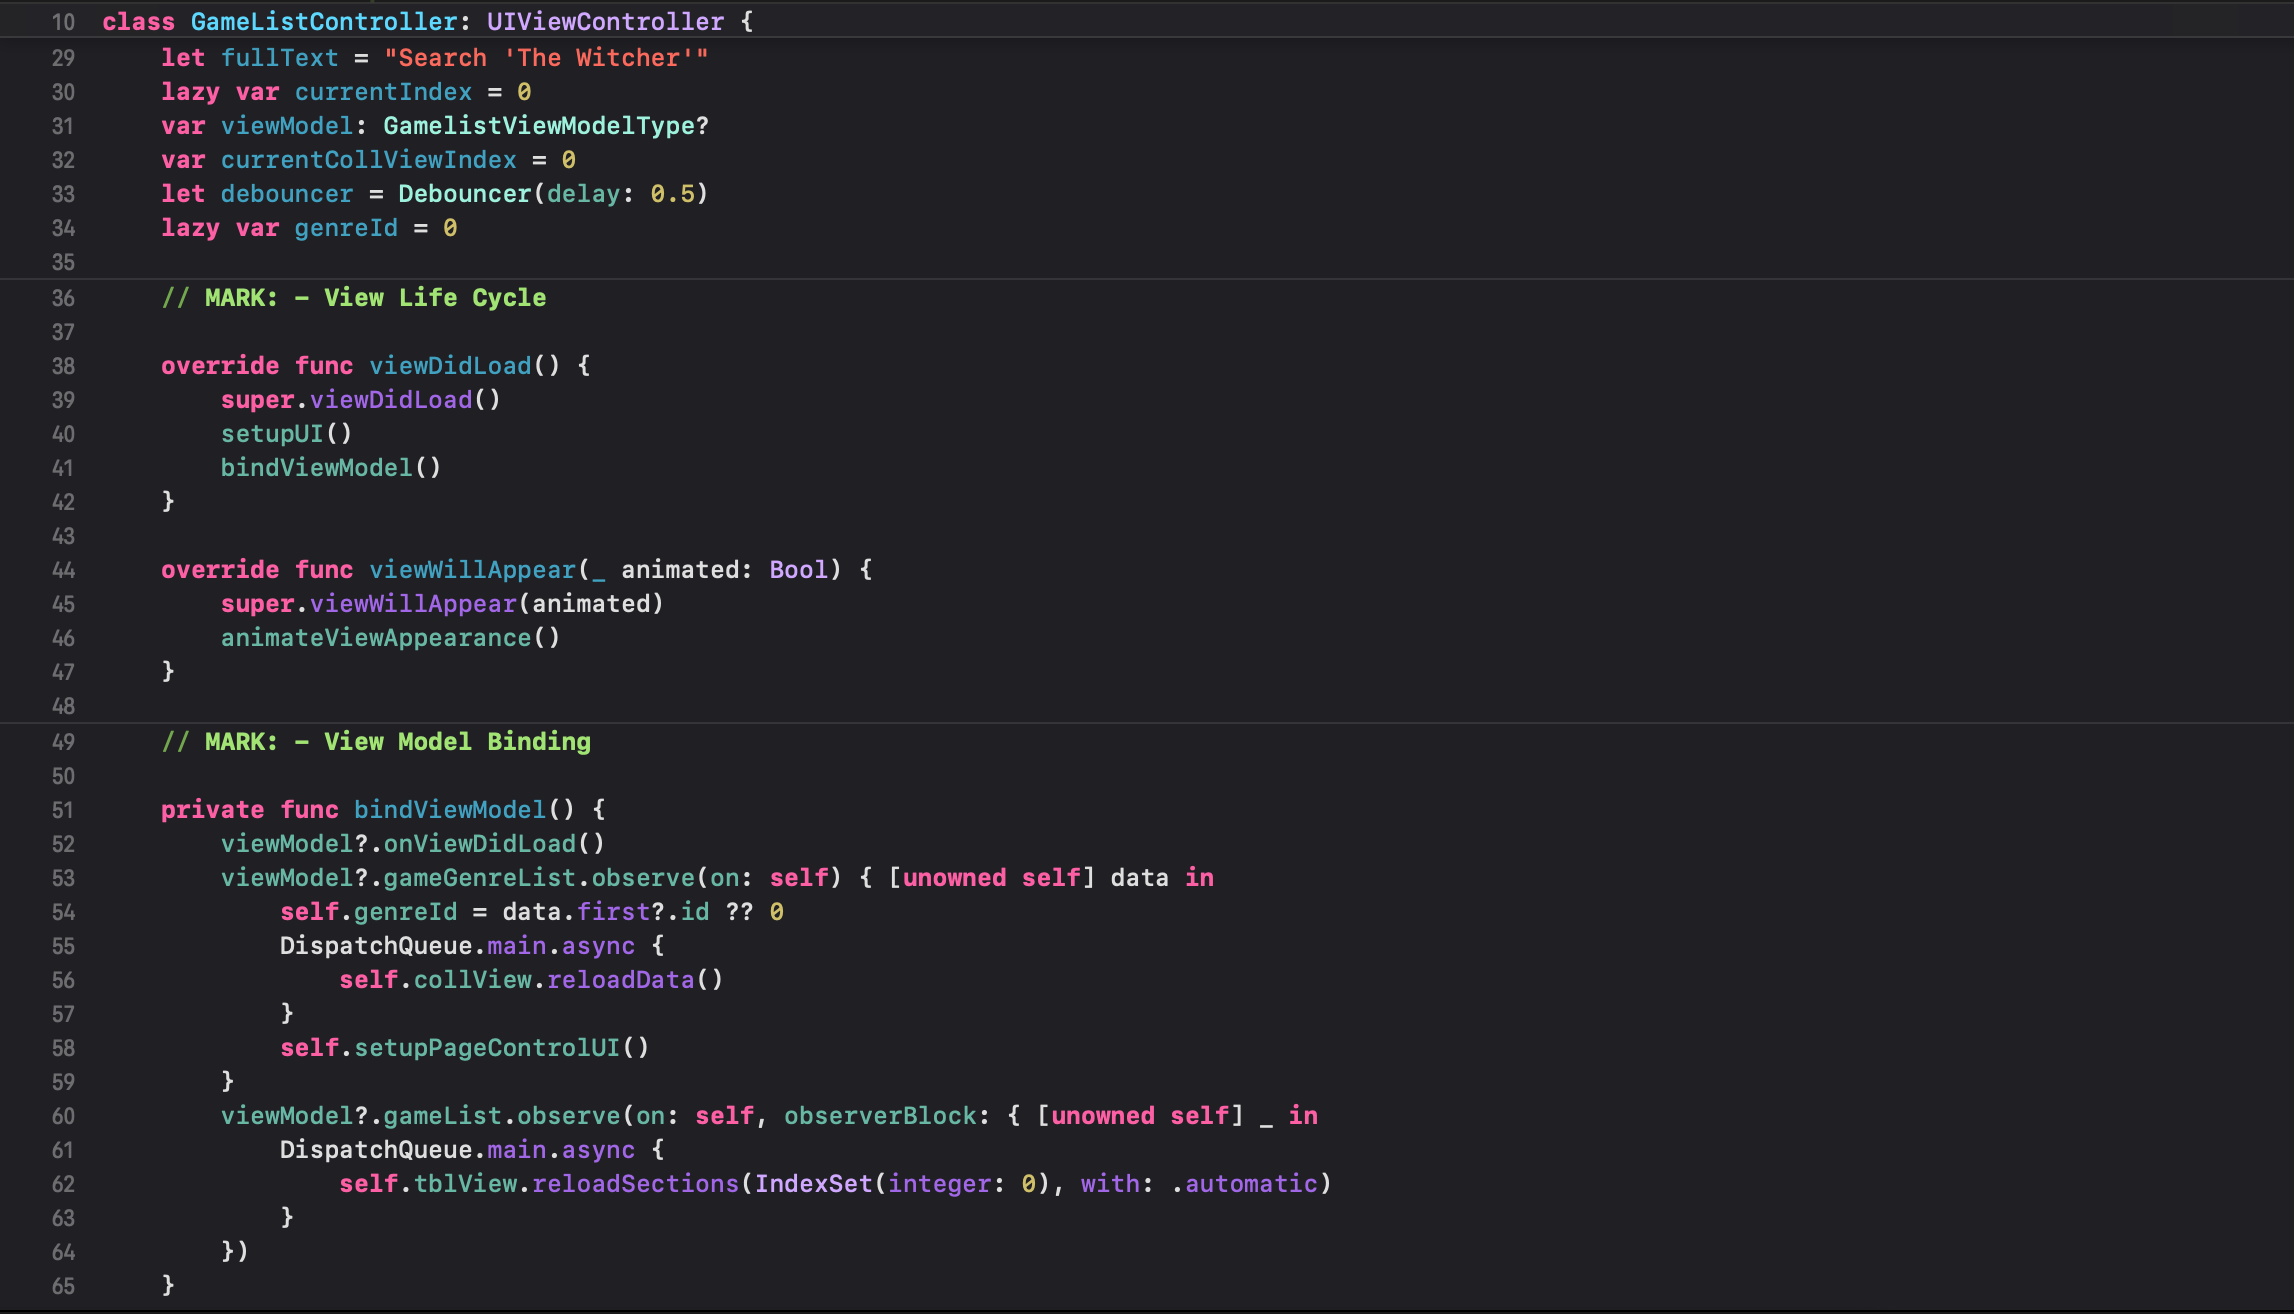 10 class GameListController: UIViewController {
29     let fullText = "Search 'The Witcher'"
30     lazy var currentIndex = 0
31     var viewModel: GamelistViewModelType?
32     var currentCollViewIndex = 0
33     let debouncer = Debouncer(delay: 0.5)
34     lazy var genreId = 0
35
36     // MARK: - View Life Cycle
37
38     override func viewDidLoad() {
39         super.viewDidLoad()
40         setupUI()
41         bindViewModel()
42     }
43
44     override func viewWillAppear(_ animated: Bool) {
45         super.viewWillAppear(animated)
46         animateViewAppearance()
47     }
48
49     // MARK: - View Model Binding
50
51     private func bindViewModel() {
52         viewModel?.onViewDidLoad()
53         viewModel?.gameGenreList.observe(on: self) { [unowned self] data in
54             self.genreId = data.first?.id ?? 0
55             DispatchQueue.main.async {
56                 self.collView.reloadData()
57             }
58             self.setupPageControlUI()
59         }
60         viewModel?.gameList.observe(on: self, observerBlock: { [unowned self] _ in
61             DispatchQueue.main.async {
62                 self.tblView.reloadSections(IndexSet(integer: 0), with: .automatic)
63             }
64         })
65     }